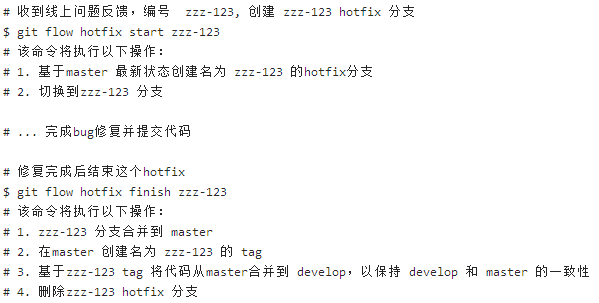 # 收到线上问题反馈，编号  zzz-123, 创建 zzz-123 hotfix 分支
$ git flow hotfix start zzz-123
# 该命令将执行以下操作：
# 1. 基于master 最新状态创建名为 zzz-123 的hotfix分支
# 2. 切换到zzz-123 分支
# ... 完成bug修复并提交代码
# 修复完成后结束这个hotfix
$ git flow hotfix finish zzz-123
# 该命令将执行以下操作：
# 1. zzz-123 分支合并到 master
# 2. 在master 创建名为 zzz-123 的 tag
# 3. 基于zzz-123 tag 将代码从master合并到 develop，以保持 develop 和 master 的一致性
# 4. 删除zzz-123 hotfix 分支